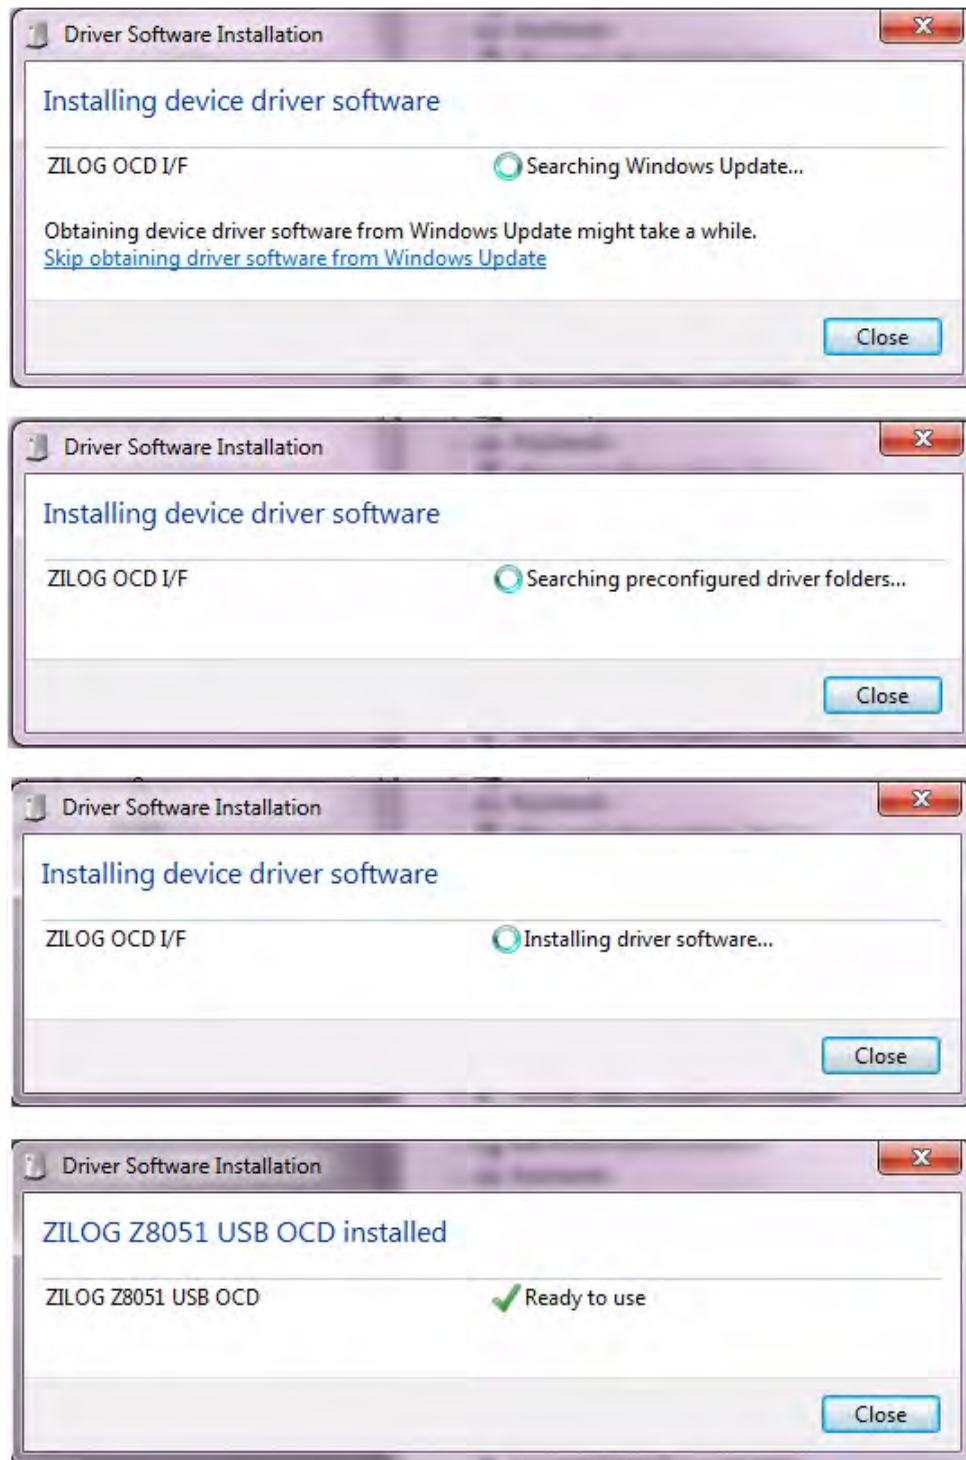 Driver Software Installation
Installing device driver software
ZILOG OCD I/F Searching Windows Update...
Obtaining device driver software from Windows Update might take a while.
Skip obtaining driver software from Windows Update
Close
Driver Software Installation
Installing device driver software
ZILOG OCD I/F Searching preconfigured driver folders...
Close
Driver Software Installation
Installing device driver software
ZILOG OCD I/F Installing driver software...
Close
Driver Software Installation
ZILOG Z8051 USB OCD installed
ZILOG Z8051 USB OCD Ready to use
Close